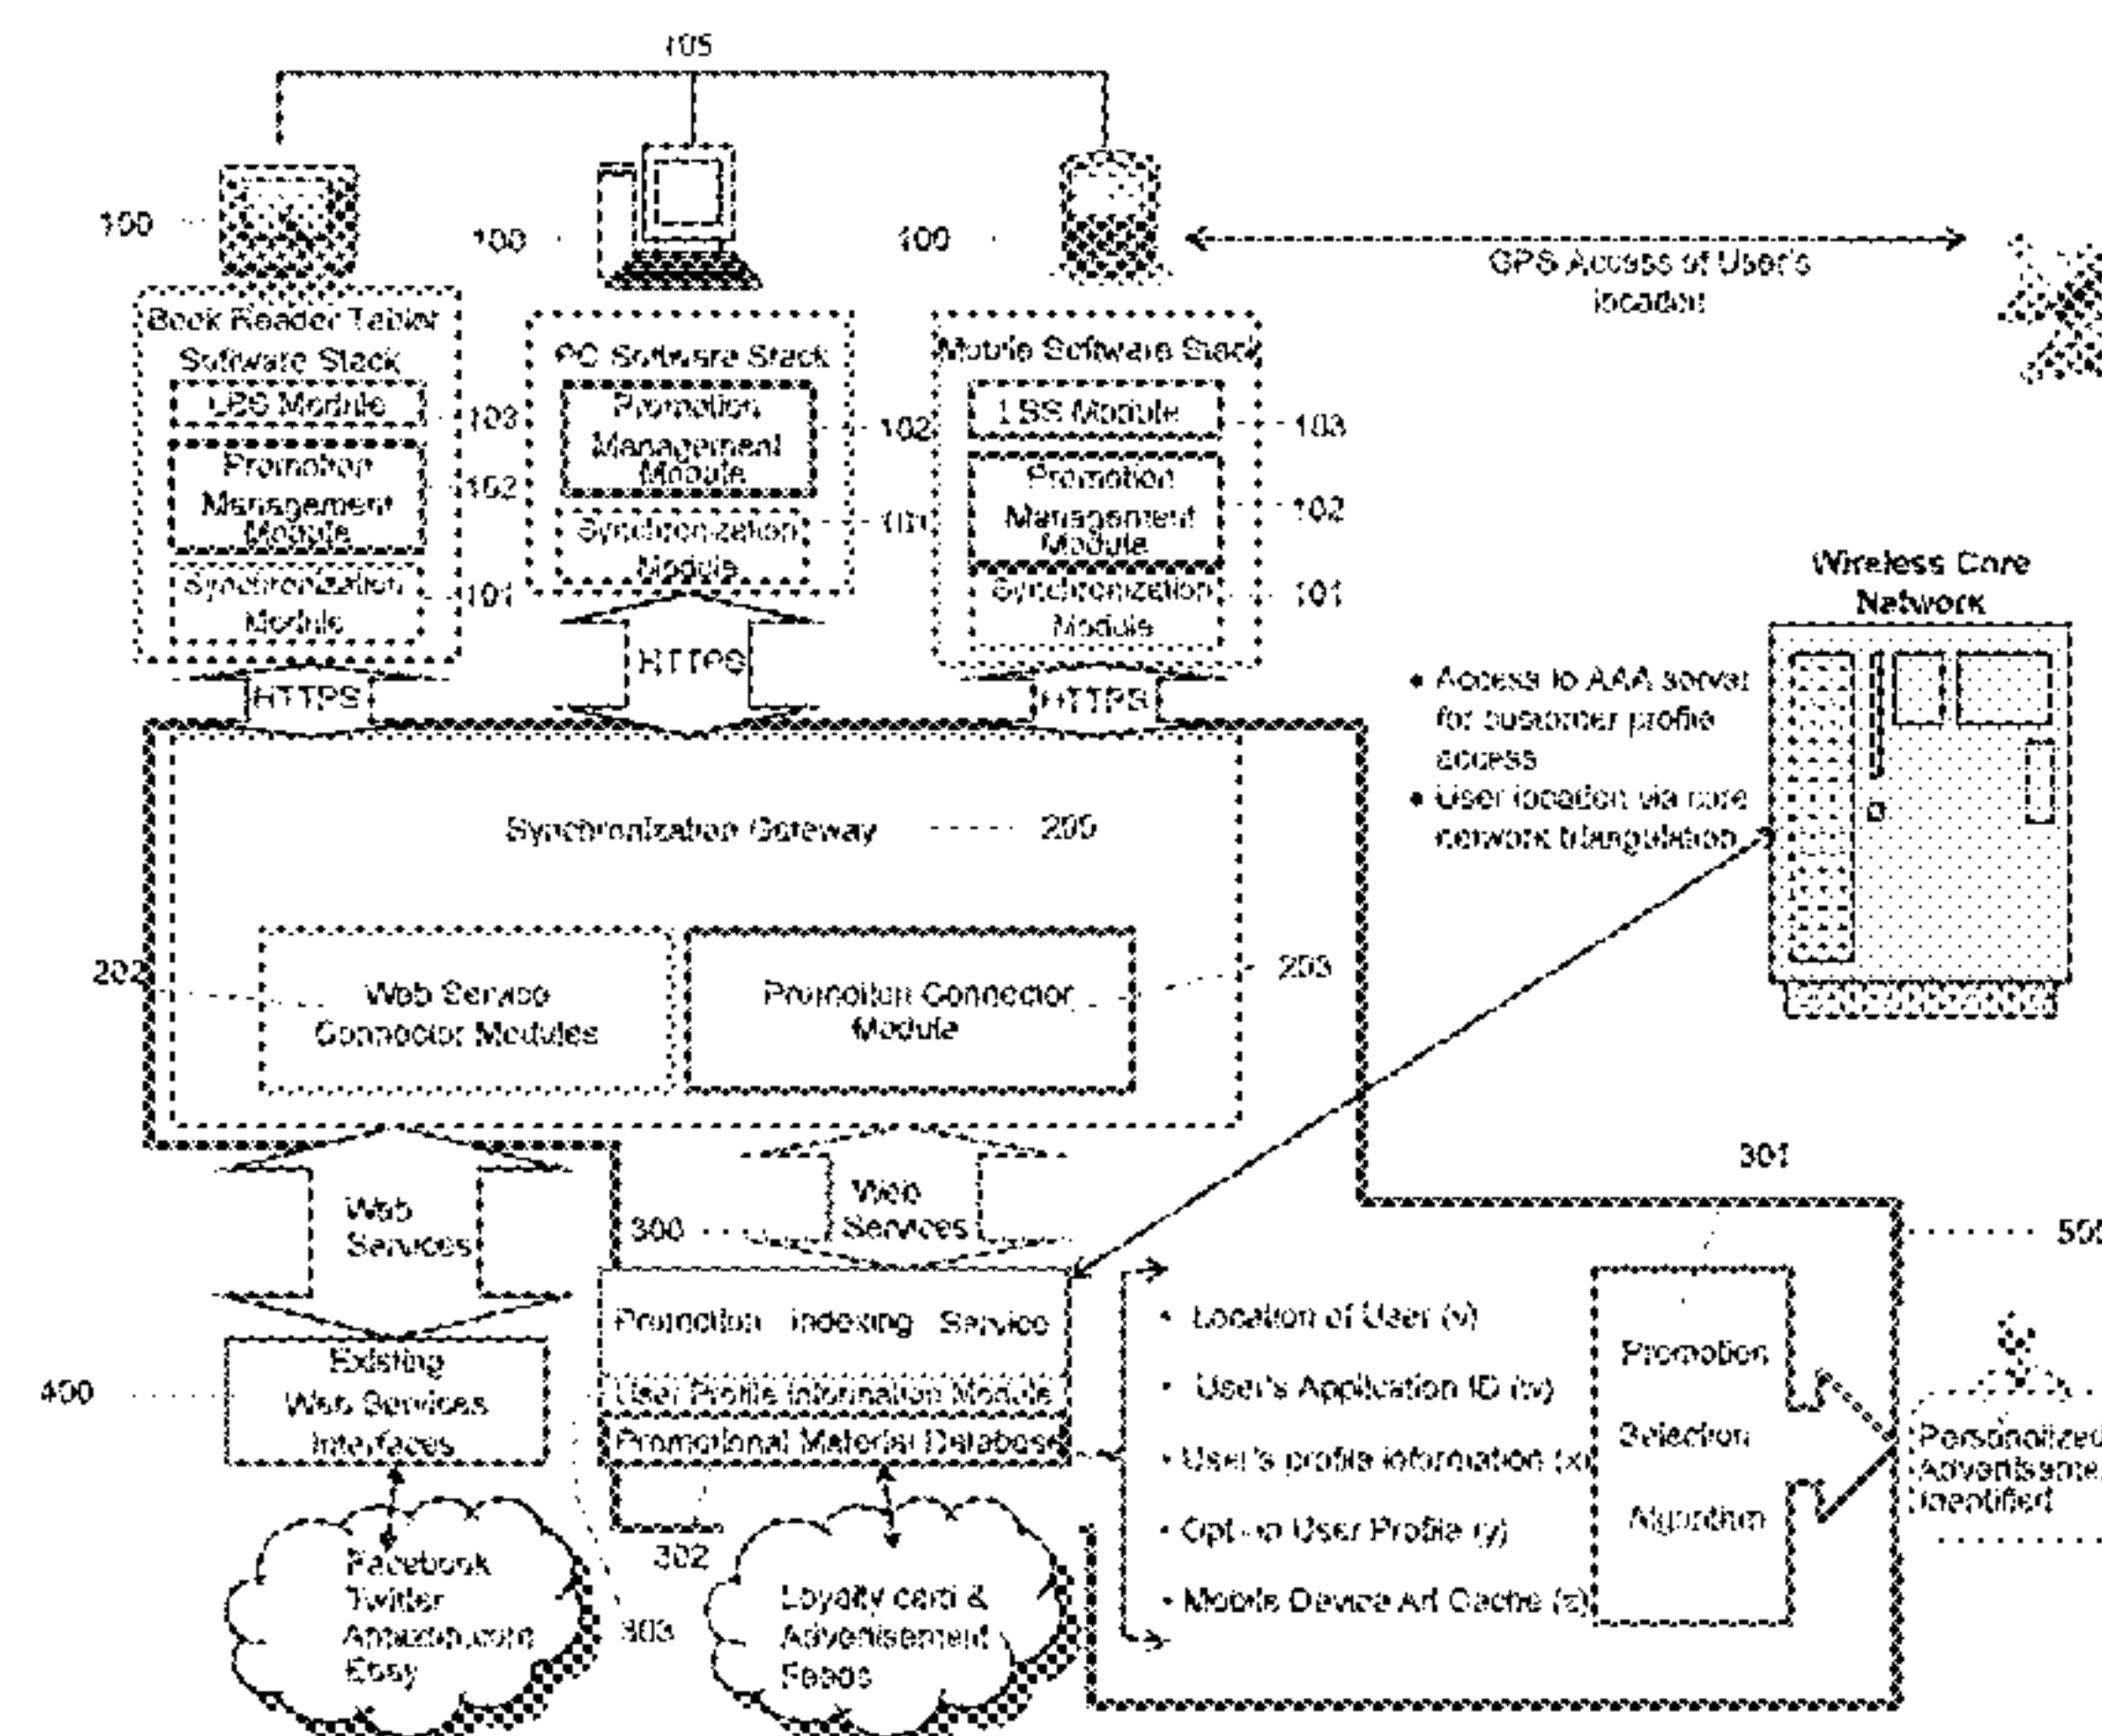 105
100
100
100
GPS Access of User's
location
Book Reader Tablet
Software Stack
LBS Module
103
Promotion
Management
Module
102
Synchronization
Module
101
PC Software Stack
Promotion
Management
Module
102
Synchronization
Module
101
Mobile Software Stack
LBS Module
103
Promotion
Management
Module
102
Synchronization
Module
101
HTTPS
HTTPS
HTTPS
Wireless Core
Network
• Access to AAA server
for customer profile
access
• User location via core
network triangulation
Synchronization Gateway
200
202
Web Service
Connector Modules
Promotion Connector
Module
203
Web
Services
Web
Services
300
301
500
400
Existing
Web Services
Interfaces
Promotion Indexing Service
User Profile Information Module
Promotional Material Database
• Location of User (v)
• User's Application ID (w)
• User's profile information (x)
• Opt-in User Profile (y)
• Mobile Device Art Cache (z)
Promotion
Selection
Algorithm
Personalized
Identified
302
303
Facebook
Twitter
Amazon.com
Ebay
Loyalty card &
Advertisement
Feeds